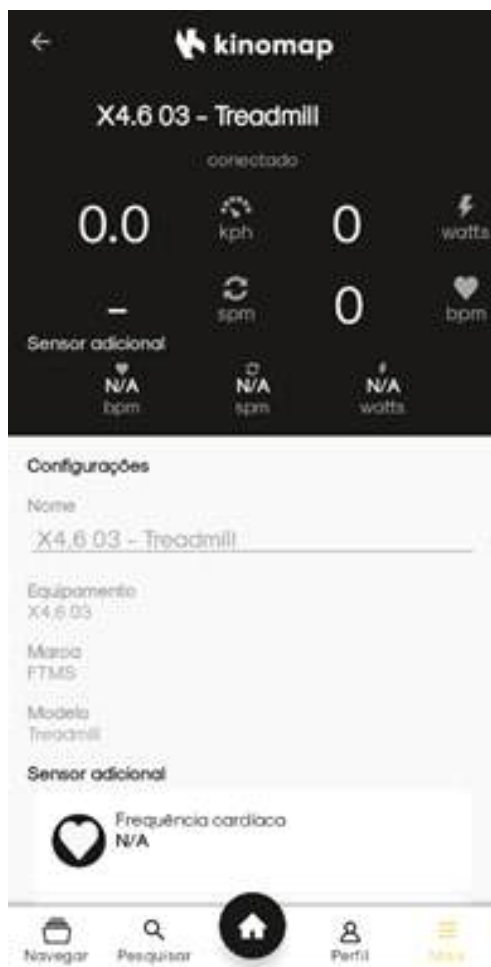 kinomap
X4.6 03 - Treadmill
conectado
0.0 kph 0 watts
- spm 0 bpm
Sensor adicional
N/A N/A N/A
bpm spm watts
Configurações
Nome
X4.6 03 - Treadmill
Equipamento
X4.6 03
Marca
FTMS
Modelo
Treadmill
Sensor adicional
Frequência cardíaca
N/A
Navegar Pesquisar Perfil Mais